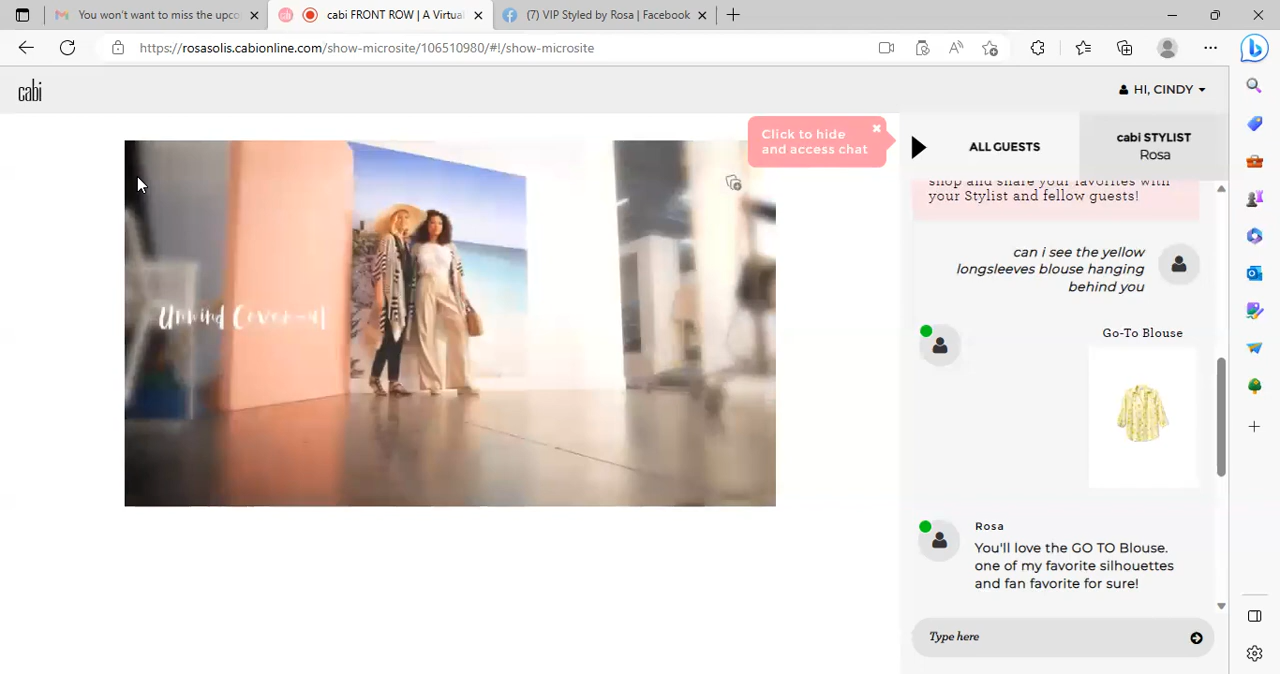 You won't want to miss the upco
cabi FRONT ROW | A Virtual
(7) VIP Styled by Rosa | Facebook
https://rosasolis.cabionline.com/show-microsite/106510980/#!/show-microsite
cabi
HI, CINDY
Click to hide
and access chat
ALL GUESTS
cabi STYLIST
Rosa
shop and share your favorites with
your Stylist and fellow guests!
can i see the yellow
longsleeves blouse hanging
behind you
Go-To Blouse
Unwind Cover-up
Rosa
You'll love the GO TO Blouse.
one of my favorite silhouettes
and fan favorite for sure!
Type here